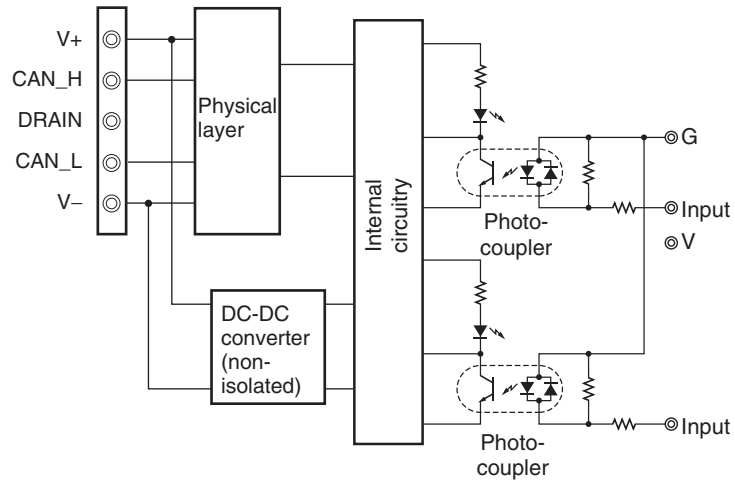 V+
CAN_H
DRAIN
CAN_L
V−
Physical
layer
DC-DC
converter
(non-
isolated)
Internal
circuitry
Photo-
coupler
G
Input
V
Photo-
coupler
Input